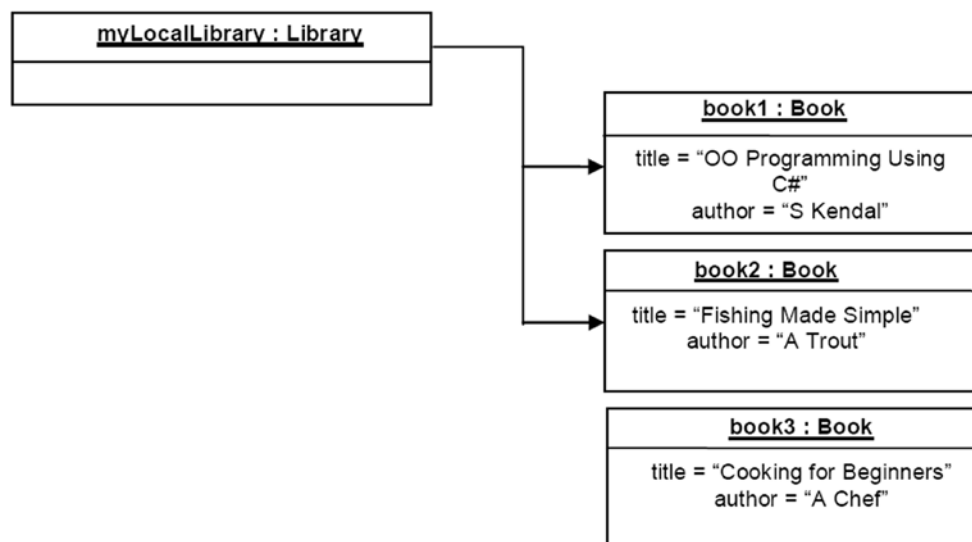 myLocalLibrary : Library
book1 : Book
title = “OO Programming Using
C#”
author = “S Kendal”
book2 : Book
title = “Fishing Made Simple”
author = “A Trout”
book3 : Book
title = “Cooking for Beginners”
author = “A Chef”